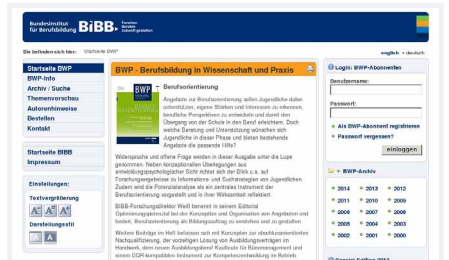 Bundesinstitut
für Berufsbildung
BiBB.
Forschen
Beraten
Zukunft gestalten
Sie befinden sich hier: Startseite BWP
english • deutsch
Startseite BWP
BWP-Info
Archiv / Suche
Themenvorschau
Autorenhinweise
Bestellen
Kontakt
Startseite BIBB
Impressum
Einstellungen:
Textvergrößerung
A A A
Darstellungsstil
A A
BWP - Berufsbildung in Wissenschaft und Praxis
BWP
Berufsorientierung
Angebote zur Berufsorientierung sollen Jugendliche dabei
unterstützen, eigene Stärken und Interessen zu erkennen,
berufliche Perspektiven zu entwickeln und damit den
Übergang von der Schule in den Beruf erleichtern. Doch
welche Beratung und Unterstützung wünschen sich
Jugendliche in dieser Phase und bieten bestehende
Angebote die passende Hilfe?
Widersprüche und offene Fragen werden in dieser Ausgabe unter die Lupe
genommen. Neben konzeptionellen Überlegungen aus
entwicklungspsychologischer Sicht richtet sich der Blick u.a. auf
Forschungsergebnisse zu Informations- und Suchstrategien von Jugendlichen.
Zudem wird die Potenzialanalyse als ein zentrales Instrument der
Berufsorientierung vorgestellt und in ihrer Wirksamkeit reflektiert.
BIBB-Forschungsdirektor Weiß benennt in seinem Editorial
Optimierungspotenzial bei der Konzeption und Organisation von Angeboten und
fordert, Berufsorientierung als Bildungsauftrag zu verstehen und zu gestalten.
Weitere Beiträge im Heft befassen sich mit Konzepten zur abschlussorientierten
Nachqualifizierung, der vorzeitigen Lösung von Ausbildungsverträgen im
Handwerk, dem neuen Ausbildungsberuf Kaufleute für Büromanagement und
einem DQR-kompatiblen Instrument zur Kompetenzentwicklung im Betrieb.
Login: BWP-Abonnenten
Benutzername:
Passwort:
Als BWP-Abonnent registrieren
Passwort vergessen?
einloggen
BWP-Archiv
2014 2013 2012
2011 2010 2009
2008 2007 2006
2005 2004 2003
2002 2001 2000